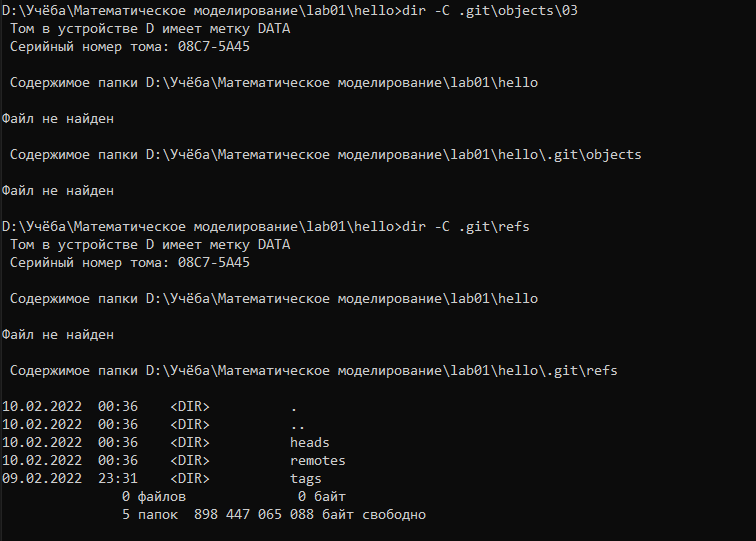 D:\Учёба\Математическое моделирование\lab01\hello>dir -C .git\objects\03
Том в устройстве D имеет метку DATA
Серийный номер тома: 08C7-5A45
Содержимое папки D:\Учёба\Математическое моделирование\lab01\hello
Файл не найден
Содержимое папки D:\Учёба\Математическое моделирование\lab01\hello\.git\objects
Файл не найден
D:\Учёба\Математическое моделирование\lab01\hello>dir -C .git\refs
Том в устройстве D имеет метку DATA
Серийный номер тома: 08C7-5A45
Содержимое папки D:\Учёба\Математическое моделирование\lab01\hello
Файл не найден
Содержимое папки D:\Учёба\Математическое моделирование\lab01\hello\.git\refs
10.02.2022  00:36    <DIR>          .
10.02.2022  00:36    <DIR>          ..
10.02.2022  00:36    <DIR>          heads
10.02.2022  00:36    <DIR>          remotes
09.02.2022  23:31    <DIR>          tags
0 файлов              0 байт
5 папок  898 447 065 088 байт свободно